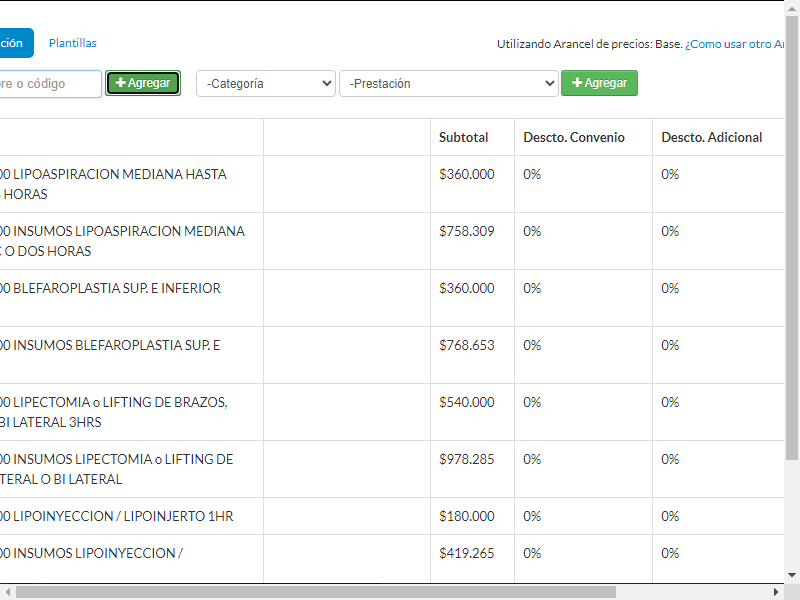 ción
Plantillas
Utilizando Arancel de precios: Base. ¿Como usar otro Ar
re o código
Agregar
-Categoría
-Prestación
Agregar
Subtotal
Descto. Convenio
Descto. Adicional
00 LIPOASPIRACION MEDIANA HASTA
HORAS
$360.000
0%
0%
00 INSUMOS LIPOASPIRACION MEDIANA
O DOS HORAS
$758.309
0%
0%
00 BLEFAROPLASTIA SUP. E INFERIOR
$360.000
0%
0%
00 INSUMOS BLEFAROPLASTIA SUP. E
$768.653
0%
0%
00 LIPECTOMIA o LIFTING DE BRAZOS,
BI LATERAL 3HRS
$540.000
0%
0%
00 INSUMOS LIPECTOMIA o LIFTING DE
TERAL O BI LATERAL
$978.285
0%
0%
00 LIPOINYECCION / LIPOINJERTO 1HR
$180.000
0%
0%
00 INSUMOS LIPOINYECCION /
$419.265
0%
0%